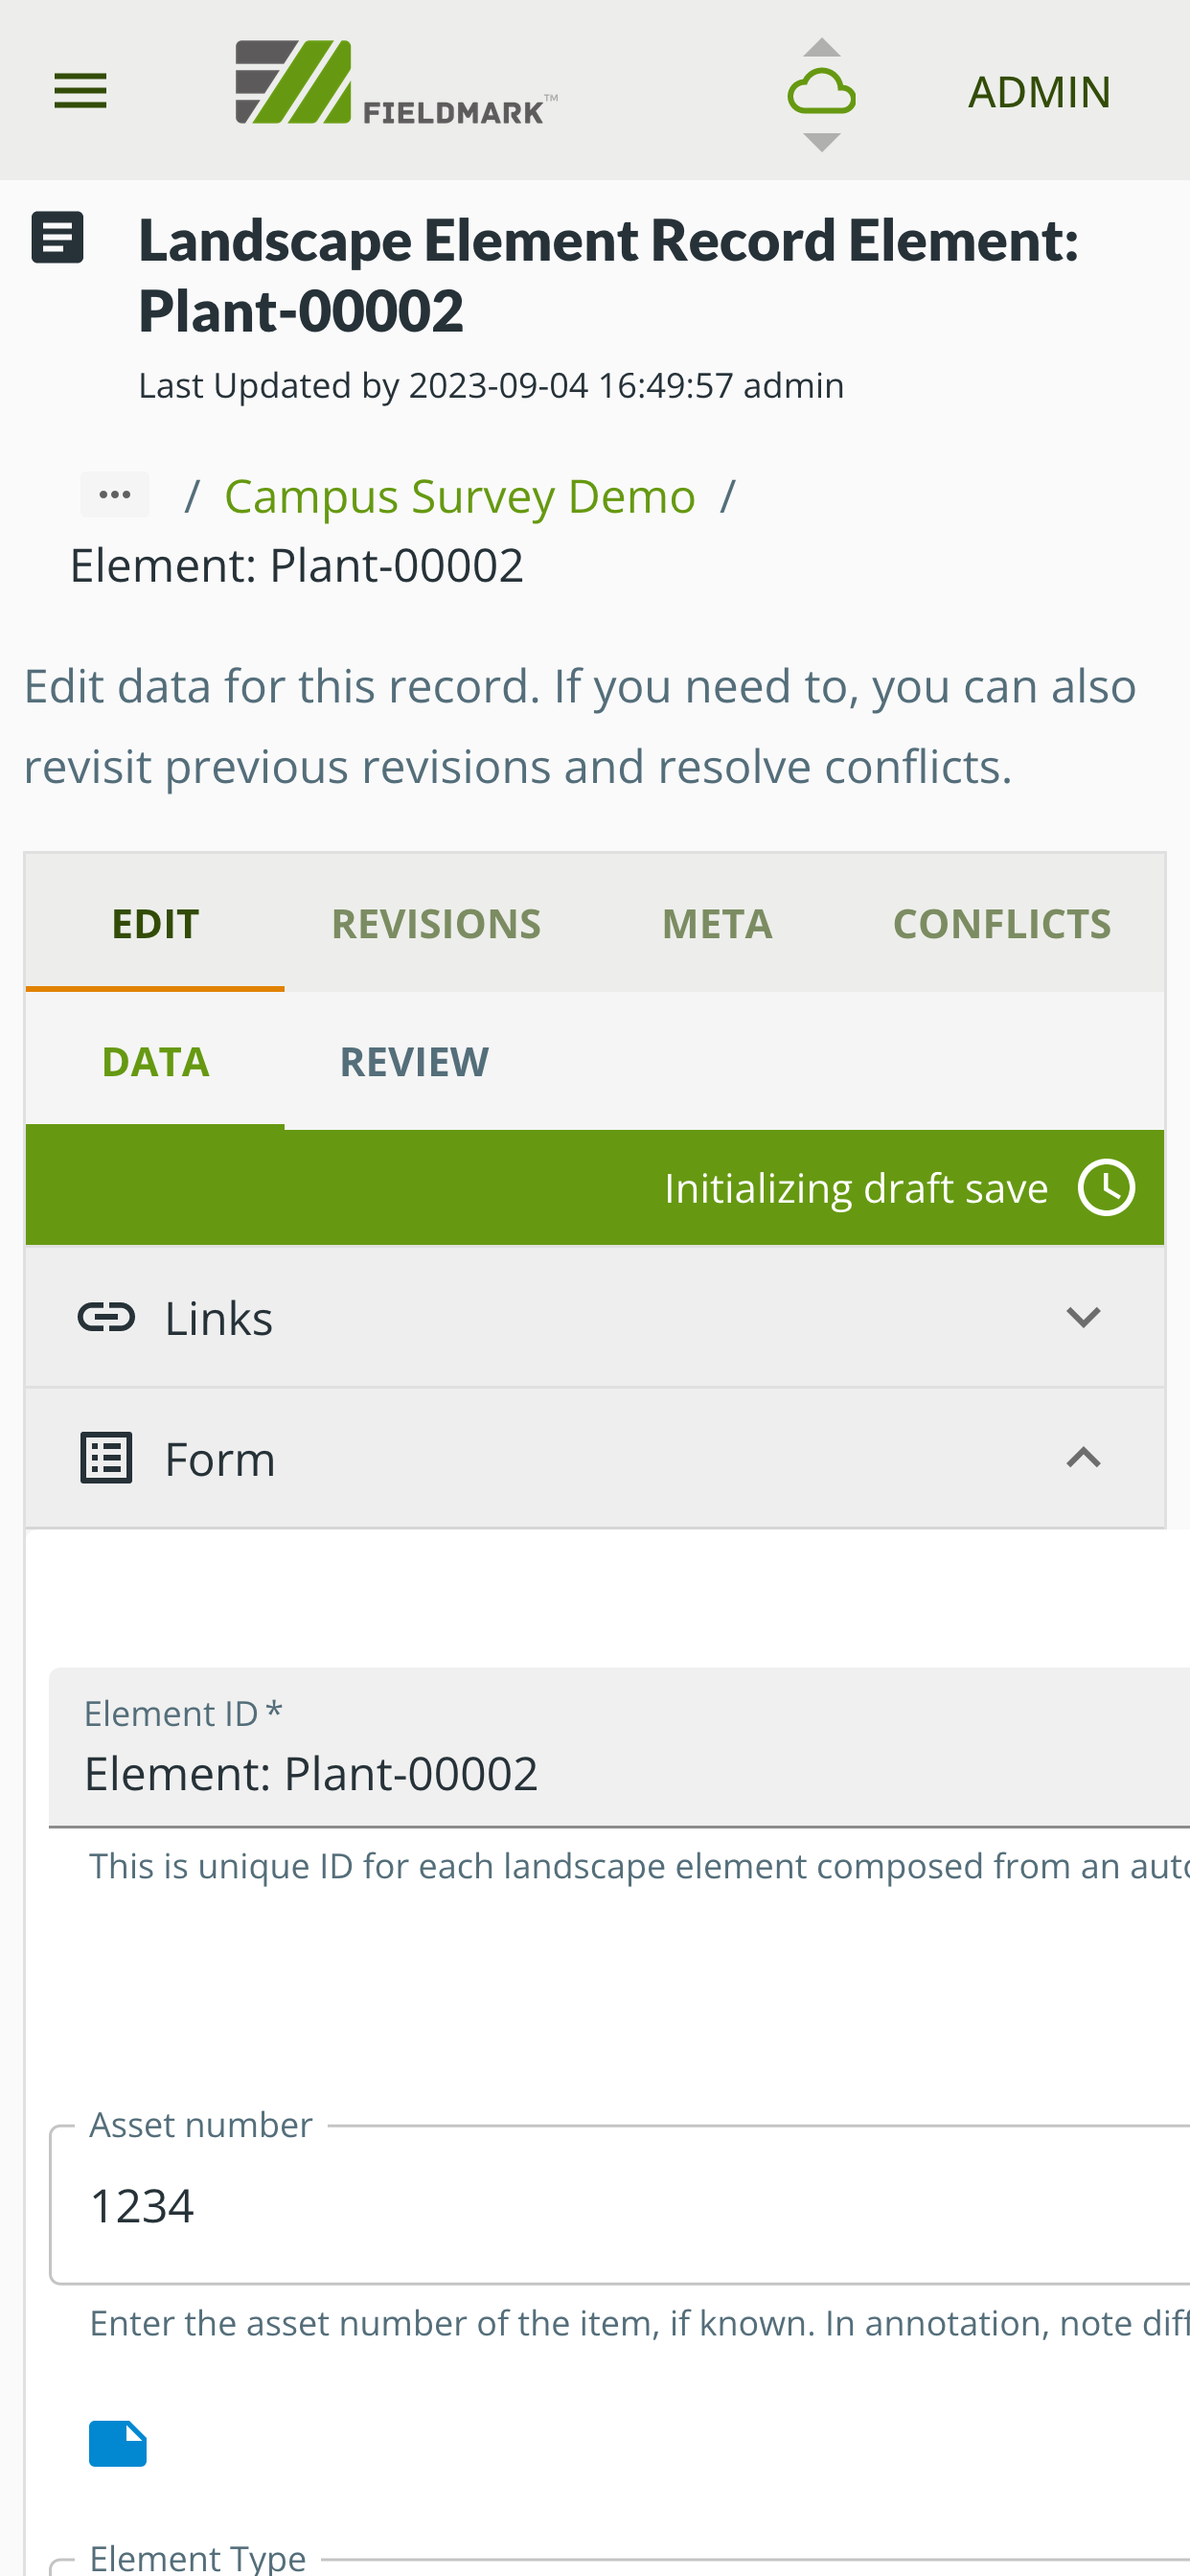 FIELDMARK™
ADMIN
Landscape Element Record Element:
Plant-00002
Last Updated by 2023-09-04 16:49:57 admin
... / Campus Survey Demo /
Element: Plant-00002
Edit data for this record. If you need to, you can also
revisit previous revisions and resolve conflicts.
EDIT REVISIONS META CONFLICTS
DATA REVIEW
Initializing draft save
Links
Form
Element ID *
Element: Plant-00002
This is unique ID for each landscape element composed from an auto
Asset number
1234
Enter the asset number of the item, if known. In annotation, note diff
Element Type